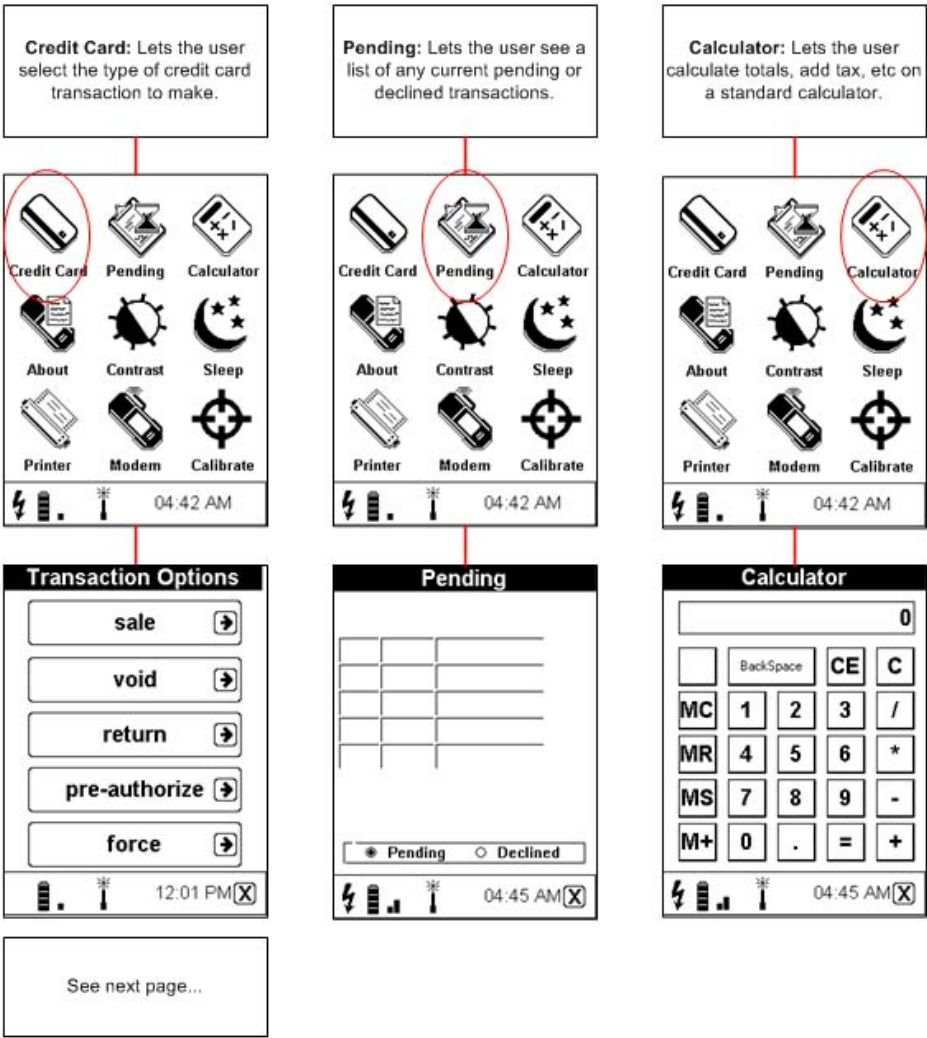 Credit Card: Lets the user
select the type of credit card
transaction to make.
Pending: Lets the user see a
list of any current pending or
declined transactions.
Calculator: Lets the user
calculate totals, add tax, etc on
a standard calculator.
Credit Card Pending Calculator
About Contrast Sleep
Printer Modem Calibrate
04:42 AM
Credit Card Pending Calculator
About Contrast Sleep
Printer Modem Calibrate
04:42 AM
Credit Card Pending Calculator
About Contrast Sleep
Printer Modem Calibrate
04:42 AM
Transaction Options
sale
void
return
pre-authorize
force
12:01 PM X
Pending
Pending Declined
04:45 AM X
Calculator
0
BackSpace CE C
MC 1 2 3 /
MR 4 5 6 *
MS 7 8 9 -
M+ 0 . = +
04:45 AM X
See next page...